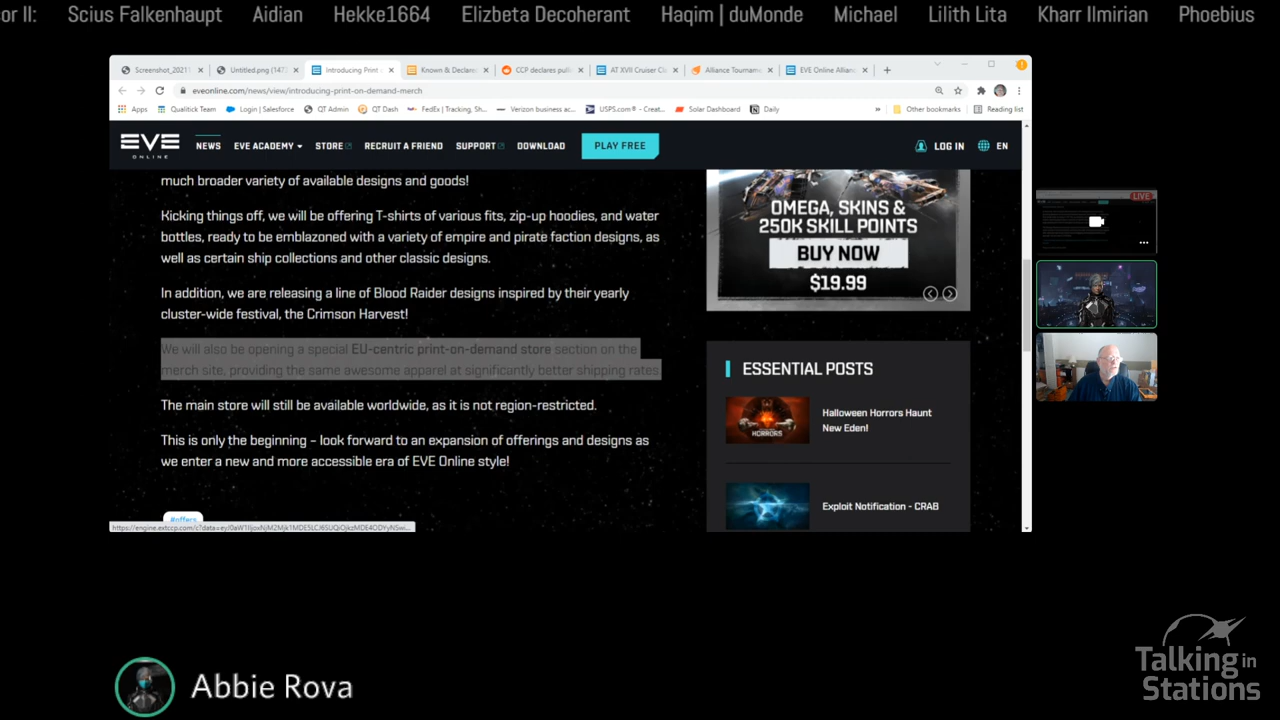 sor II: Scius Falkenhaupt Aidian Hekke1664 Elizbeta Decoherant Haqim | duMonde Michael Lilith Lita Kharr Ilmirian Phoebius
Screenshot_2021 Untitled.png (147 Introducing Print Known & Declare CCP declares pull AT XVII Cruiser Cl Alliance Tourname EVE Online Allian
eveonline.com/news/view/introducing-print-on-demand-merch
Apps Qualitick Team Login | Salesforce QT Admin QT Dash FedEx | Tracking, Sh... Verizon business ac... USPS.com® - Creat... Solar Dashboard Daily » Other bookmarks Reading list
EVE
ONLINE
NEWS EVE ACADEMY STORE RECRUIT A FRIEND SUPPORT DOWNLOAD PLAY FREE LOG IN EN
much broader variety of available designs and goods!
Kicking things off, we will be offering T-shirts of various fits, zip-up hoodies, and water
bottles, ready to be emblazoned with a variety of empire and pirate faction designs, as
well as certain ship collections and other classic designs.
In addition, we are releasing a line of Blood Raider designs inspired by their yearly
cluster-wide festival, the Crimson Harvest!
We will also be opening a special EU-centric print-on-demand store section on the
merch site, providing the same awesome apparel at significantly better shipping rates.
The main store will still be available worldwide, as it is not region-restricted.
This is only the beginning – look forward to an expansion of offerings and designs as
we enter a new and more accessible era of EVE Online style!
#offers
OMEGA, SKINS &
250K SKILL POINTS
BUY NOW
$19.99
ESSENTIAL POSTS
HORRORS
Halloween Horrors Haunt
New Eden!
Exploit Notification - CRAB
LIVE
Abbie Rova
Talking in
Stations